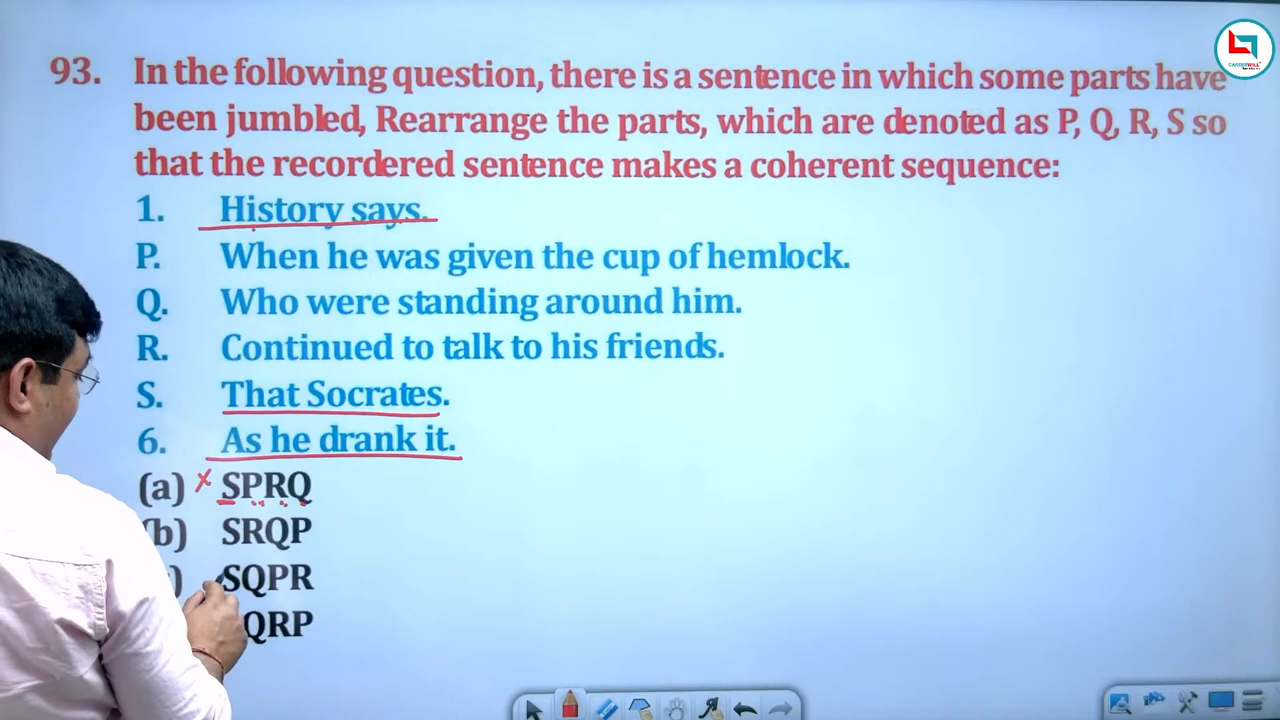 CAREERWILL
93. In the following question, there is a sentence in which some parts have
been jumbled, Rearrange the parts, which are denoted as P, Q, R, S so
that the recordered sentence makes a coherent sequence:
1. History says.
P. When he was given the cup of hemlock.
Q. Who were standing around him.
R. Continued to talk to his friends.
S. That Socrates.
6. As he drank it.
(a) SPRQ
b) SRQP
) SQPR
QRP